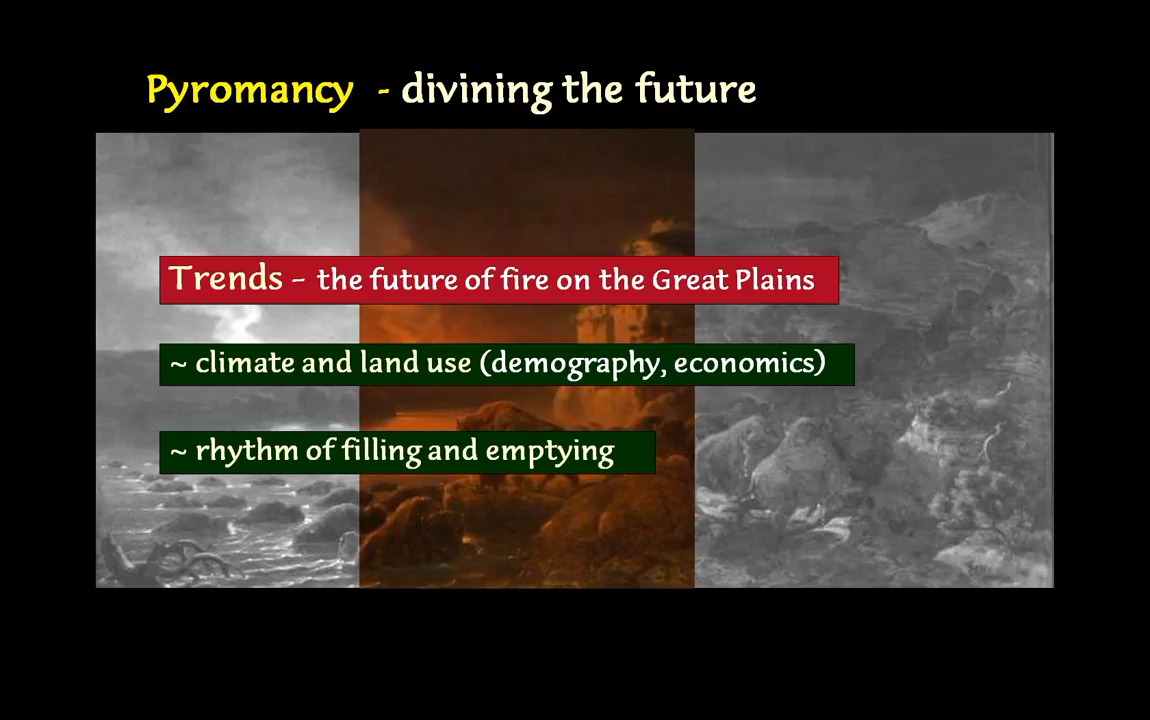 Pyromancy - divining the future
Trends – the future of fire on the Great Plains
~ climate and land use (demography, economics)
~ rhythm of filling and emptying